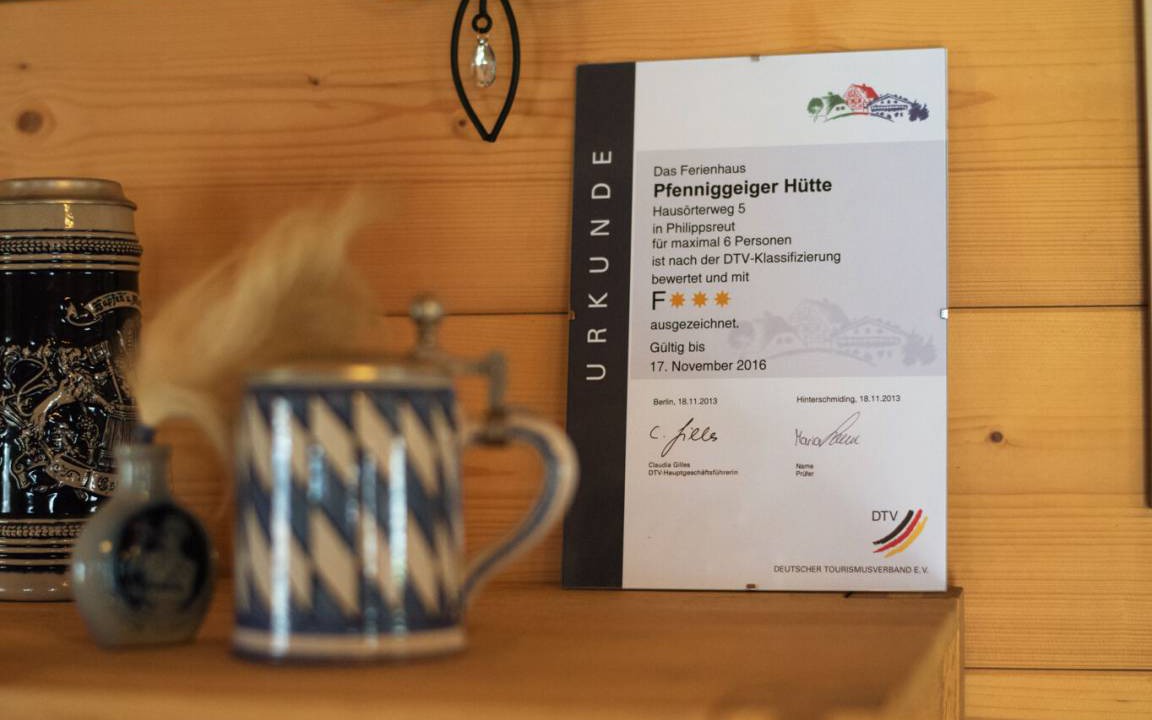 URKUNDE
Das Ferienhaus
Pfenniggeiger Hütte
Hausörterweg 5
in Philippsreut
für maximal 6 Personen
ist nach der DTV-Klassifizierung
bewertet und mit
F
ausgezeichnet.
Gültig bis
17. November 2016
Berlin, 18.11.2013
Hinterschmiding, 18.11.2013
C. Gilles
Maria
Claudia Gilles
DTV-Hauptgeschäftsführerin
Name
Prüfer
DTV
DEUTSCHER TOURISMUSVERBAND E.V.